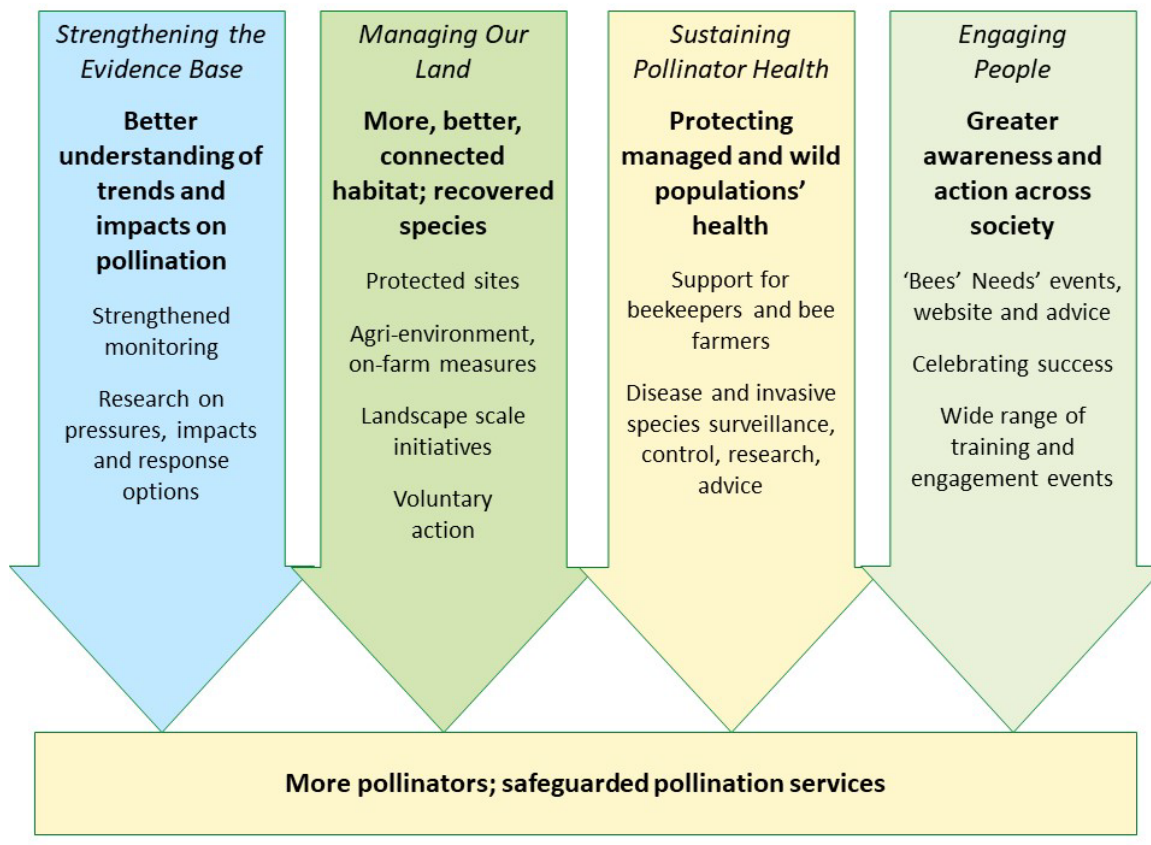 Strengthening the
Evidence Base
Better
understanding of
trends and
impacts on
pollination
Strengthened
monitoring
Research on
pressures, impacts
and response
options
Managing Our
Land
More, better,
connected
habitat; recovered
species
Protected sites
Agri-environment,
on-farm measures
Landscape scale
initiatives
Voluntary
action
Sustaining
Pollinator Health
Protecting
managed and wild
populations’
health
Support for
beekeepers and bee
farmers
Disease and invasive
species surveillance,
control, research,
advice
Engaging
People
Greater
awareness and
action across
society
‘Bees’ Needs’ events,
website and advice
Celebrating success
Wide range of
training and
engagement events
More pollinators; safeguarded pollination services